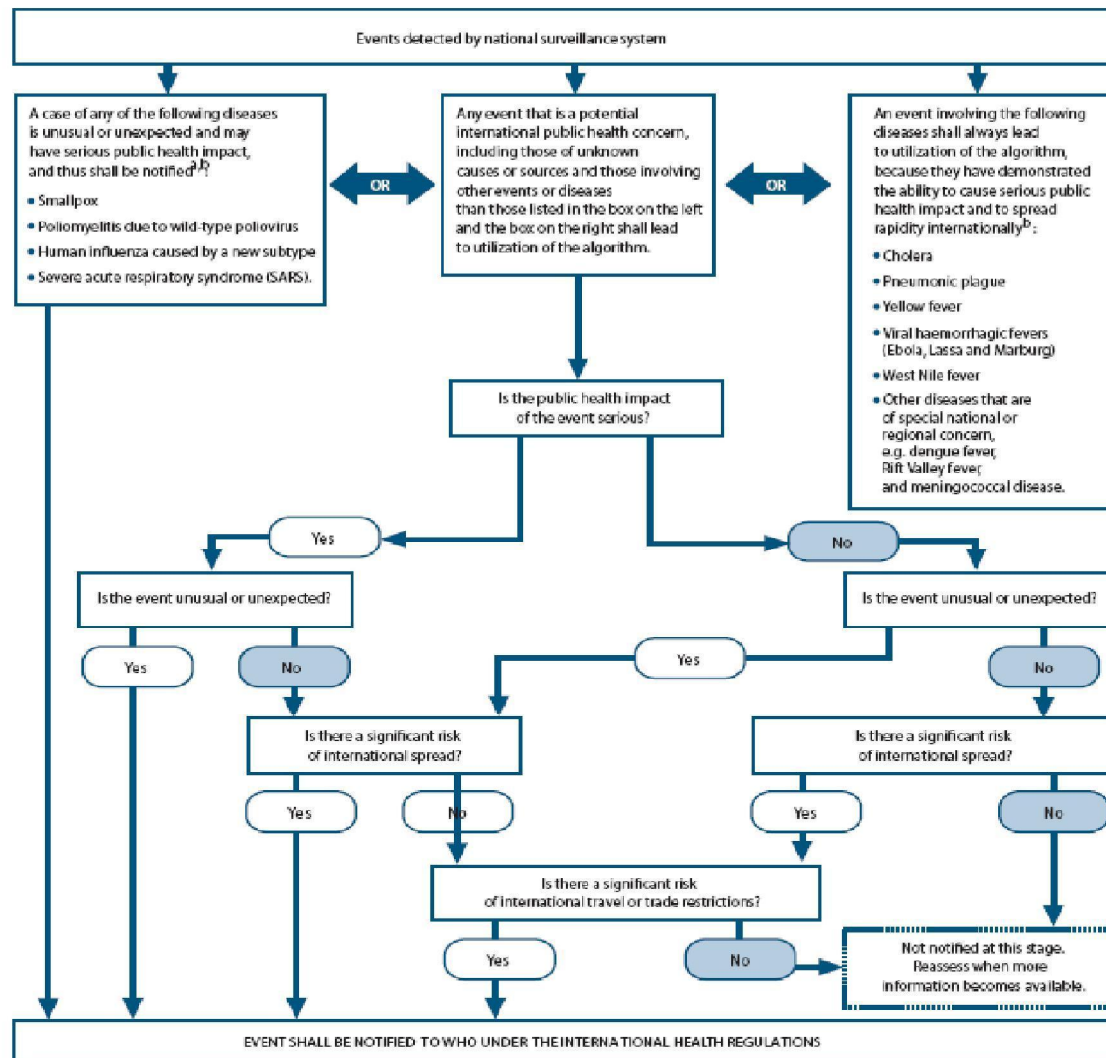 Events detected by national surveillance system
A case of any of the following diseases
is unusual or unexpected and may
have serious public health impact,
and thus shall be notified a,b?
• Smallpox
• Poliomyelitis due to wild-type poliovirus
• Human influenza caused by a new subtype
• Severe acute respiratory syndrome (SARS).
OR
Any event that is a potential
international public health concern,
including those of unknown
causes or sources and those involving
other events or diseases
than those listed in the box on the left
and the box on the right shall lead
to utilization of the algorithm.
OR
An event involving the following
diseases shall always lead
to utilization of the algorithm,
because they have demonstrated
the ability to cause serious public
health impact and to spread
rapidity internationally b :
• Cholera
• Pneumonic plague
• Yellow fever
• Viral haemorrhagic fevers
(Ebola, Lassa and Marburg)
• West Nile fever
• Other diseases that are
of special national or
regional concern,
e.g. dengue fever,
Rift Valley fever,
and meningococcal disease.
Is the public health impact
of the event serious?
Yes
No
Is the event unusual or unexpected?
Is the event unusual or unexpected?
Yes
No
Yes
No
Is there a significant risk
of international spread?
Is there a significant risk
of international spread?
Yes
No
Yes
No
Is there a significant risk
of international travel or trade restrictions?
Yes
No
Not notified at this stage.
Reassess when more
information becomes available.
EVENT SHALL BE NOTIFIED TO WHO UNDER THE INTERNATIONAL HEALTH REGULATIONS